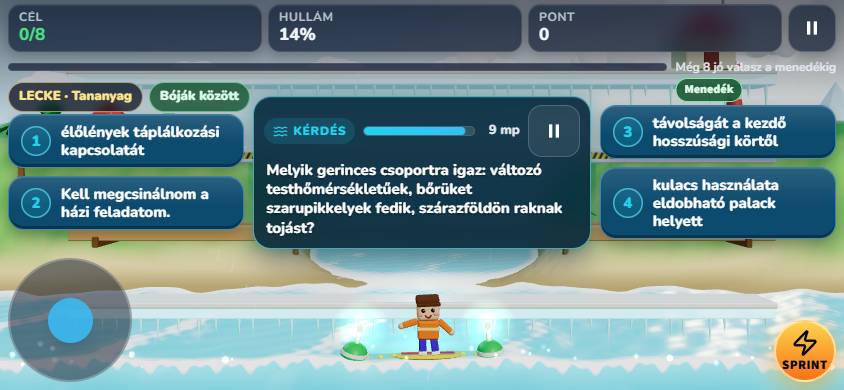 CÉL
0/8
HULLÁM
14%
PONT
0
Még 8 jó válasz a menedékig
LECKE · Tananyag
Bóják között
Menedék
1
élőlények táplálkozási
kapcsolatát
2
Kell megcsinálnom a
házi feladatom.
KÉRDÉS
9 mp
Melyik gerinces csoportra igaz: változó
testhőmérsékletűek, bőrüket
szarupikkelyek fedik, szárazföldön raknak
tojást?
3
távolságát a kezdő
hosszúsági körtől
4
kulacs használata
eldobható palack
helyett
SPRINT